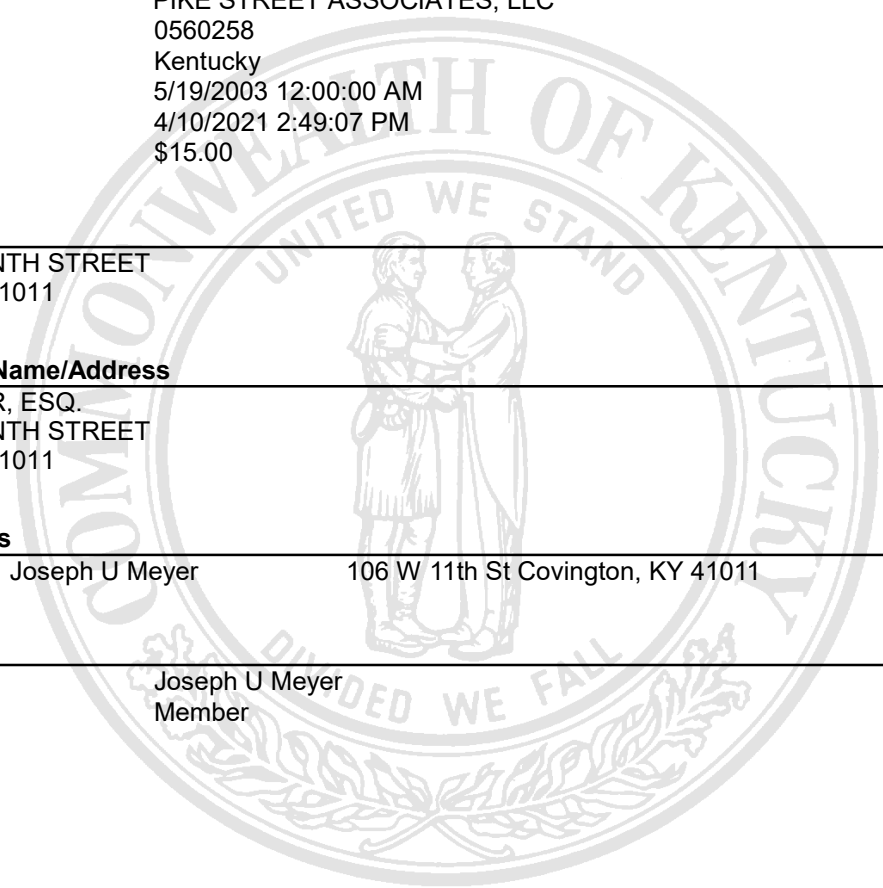 PIKE STREET ASSOCIATES, LLC
0560258
Kentucky
5/19/2003 12:00:00 AM
4/10/2021 2:49:07 PM
$15.00
COMMONWEALTH OF KENTUCKY
UNITED WE STAND
NTH STREET
1011
Name/Address
R, ESQ.
NTH STREET
1011
s
Joseph U Meyer 106 W 11th St Covington, KY 41011
Joseph U Meyer
Member
DIVIDED WE FALL